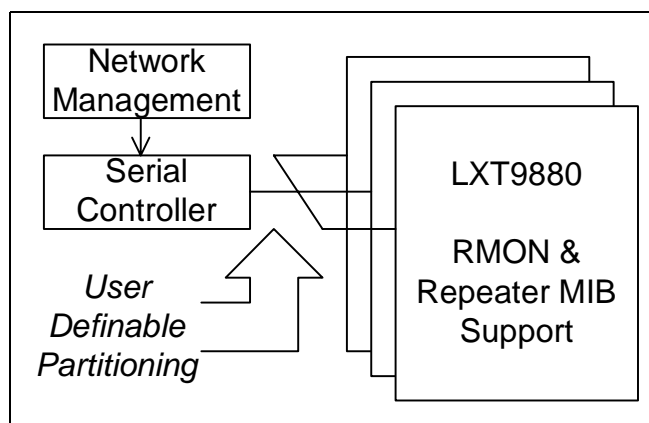 Network
Management
Serial
Controller
User
Definable
Partitioning
LXT9880
RMON &
Repeater MIB
Support